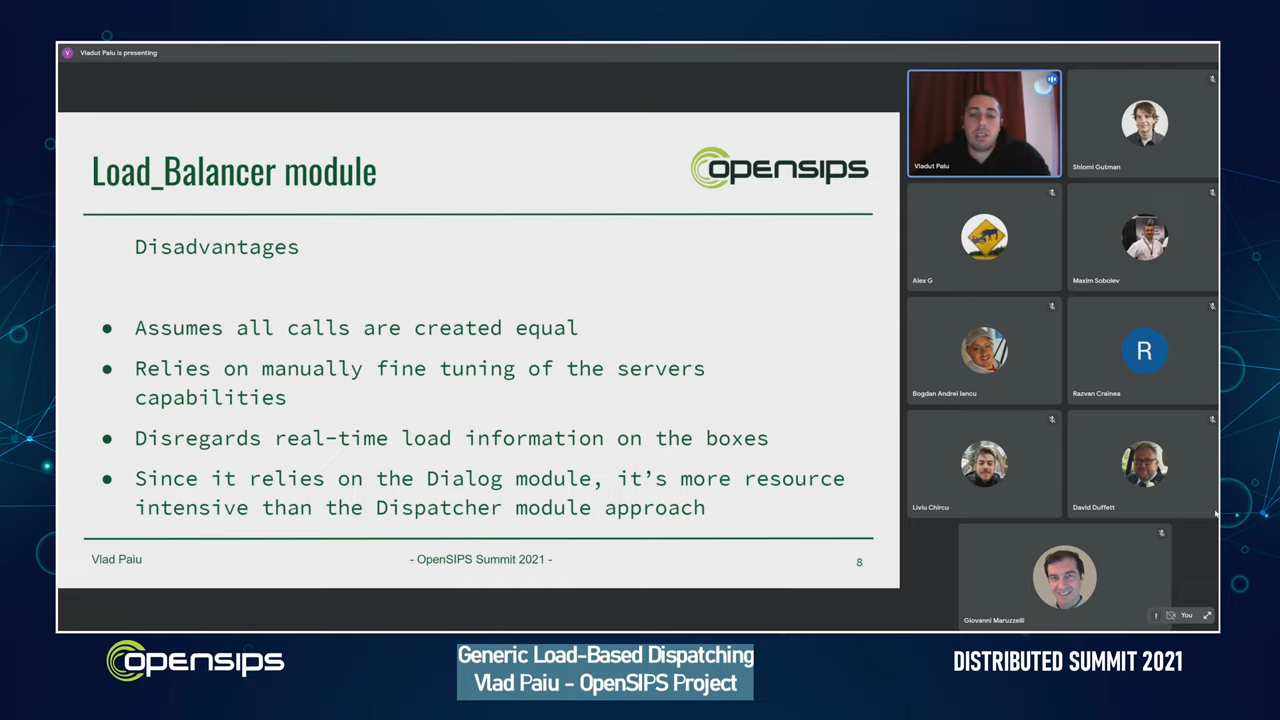 V
Vladut Paiu is presenting
Load_Balancer module
OPENSIPS
Disadvantages
● Assumes all calls are created equal
● Relies on manually fine tuning of the servers
capabilities
● Disregards real-time load information on the boxes
● Since it relies on the Dialog module, it's more resource
intensive than the Dispatcher module approach
Vlad Paiu
- OpenSIPS Summit 2021 -
8
Vladut Paiu
Shlomi Gutman
Alex G
Maxim Sobolev
Bogdan Andrei Iancu
R
Razvan Crainea
Liviu Chircu
David Duffett
Giovanni Maruzzelli
You
OPENSIPS
Generic Load-Based Dispatching
Vlad Paiu - OpenSIPS Project
DISTRIBUTED SUMMIT 2021